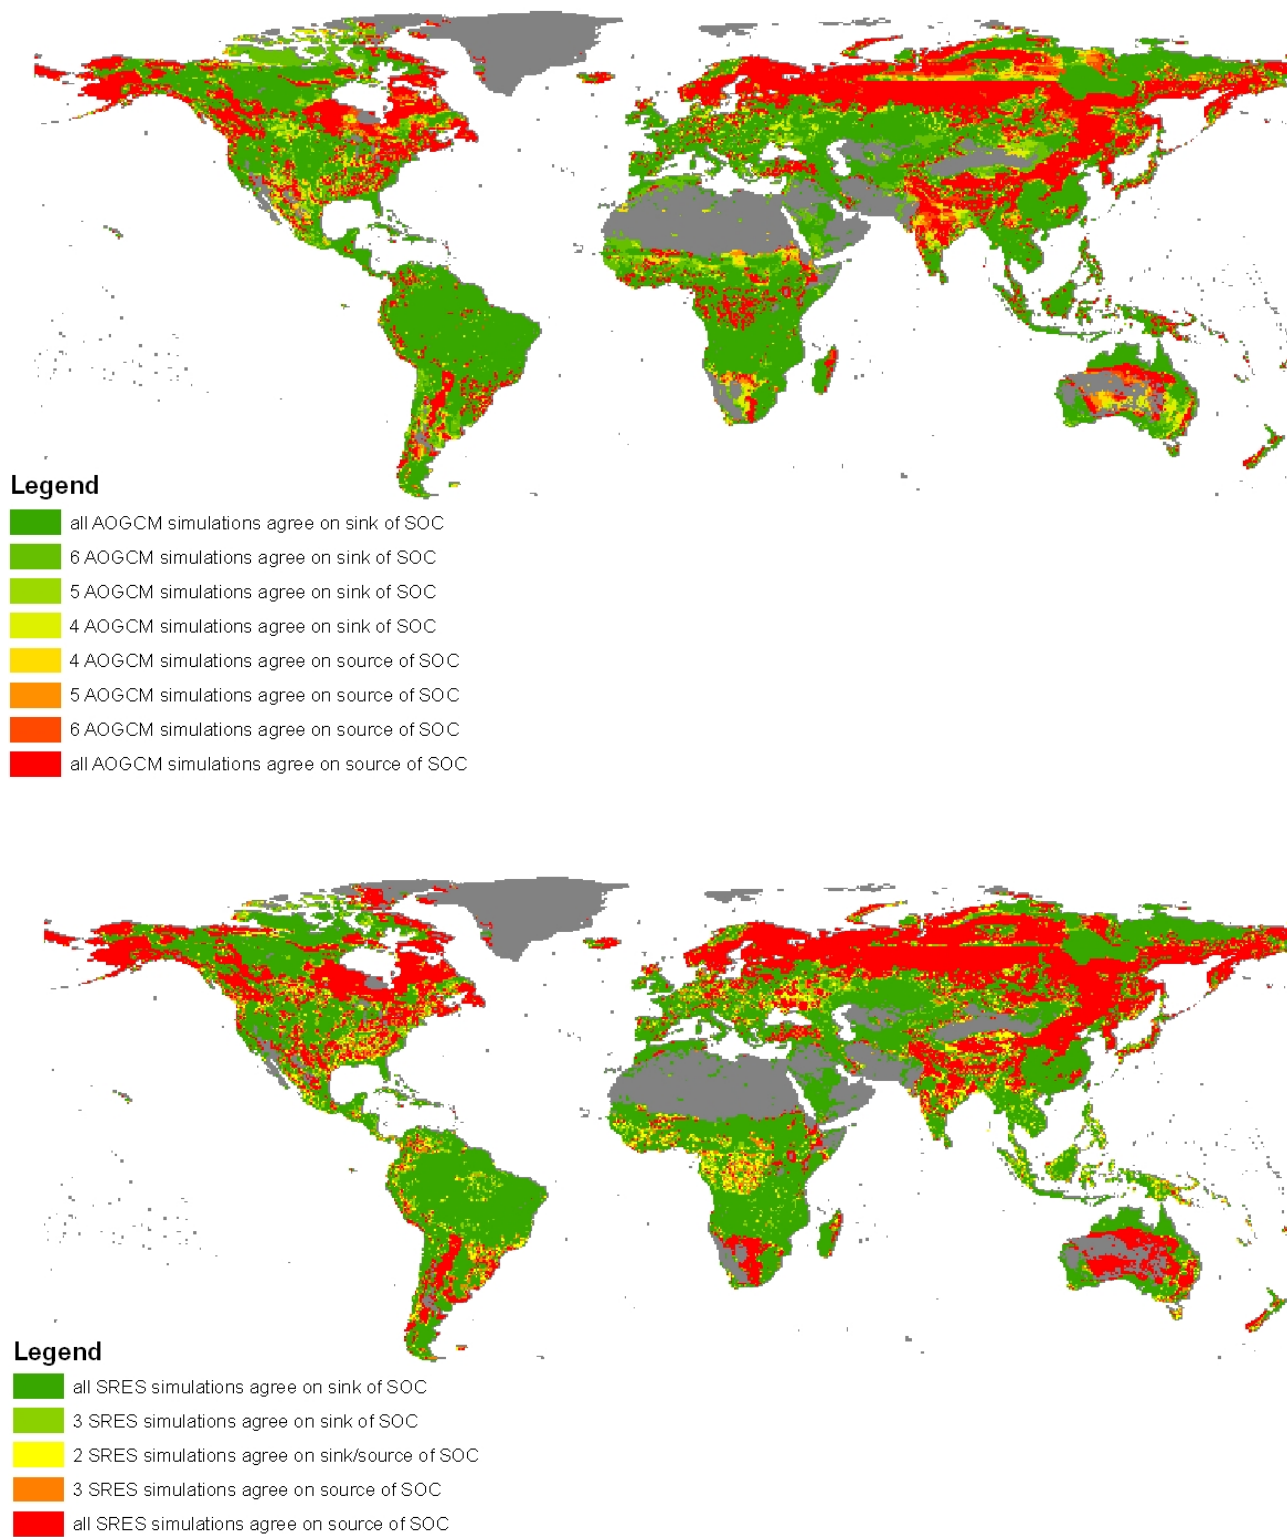 Legend
all AOGCM simulations agree on sink of SOC
6 AOGCM simulations agree on sink of SOC
5 AOGCM simulations agree on sink of SOC
4 AOGCM simulations agree on sink of SOC
4 AOGCM simulations agree on source of SOC
5 AOGCM simulations agree on source of SOC
6 AOGCM simulations agree on source of SOC
all AOGCM simulations agree on source of SOC
Legend
all SRES simulations agree on sink of SOC
3 SRES simulations agree on sink of SOC
2 SRES simulations agree on sink/source of SOC
3 SRES simulations agree on source of SOC
all SRES simulations agree on source of SOC